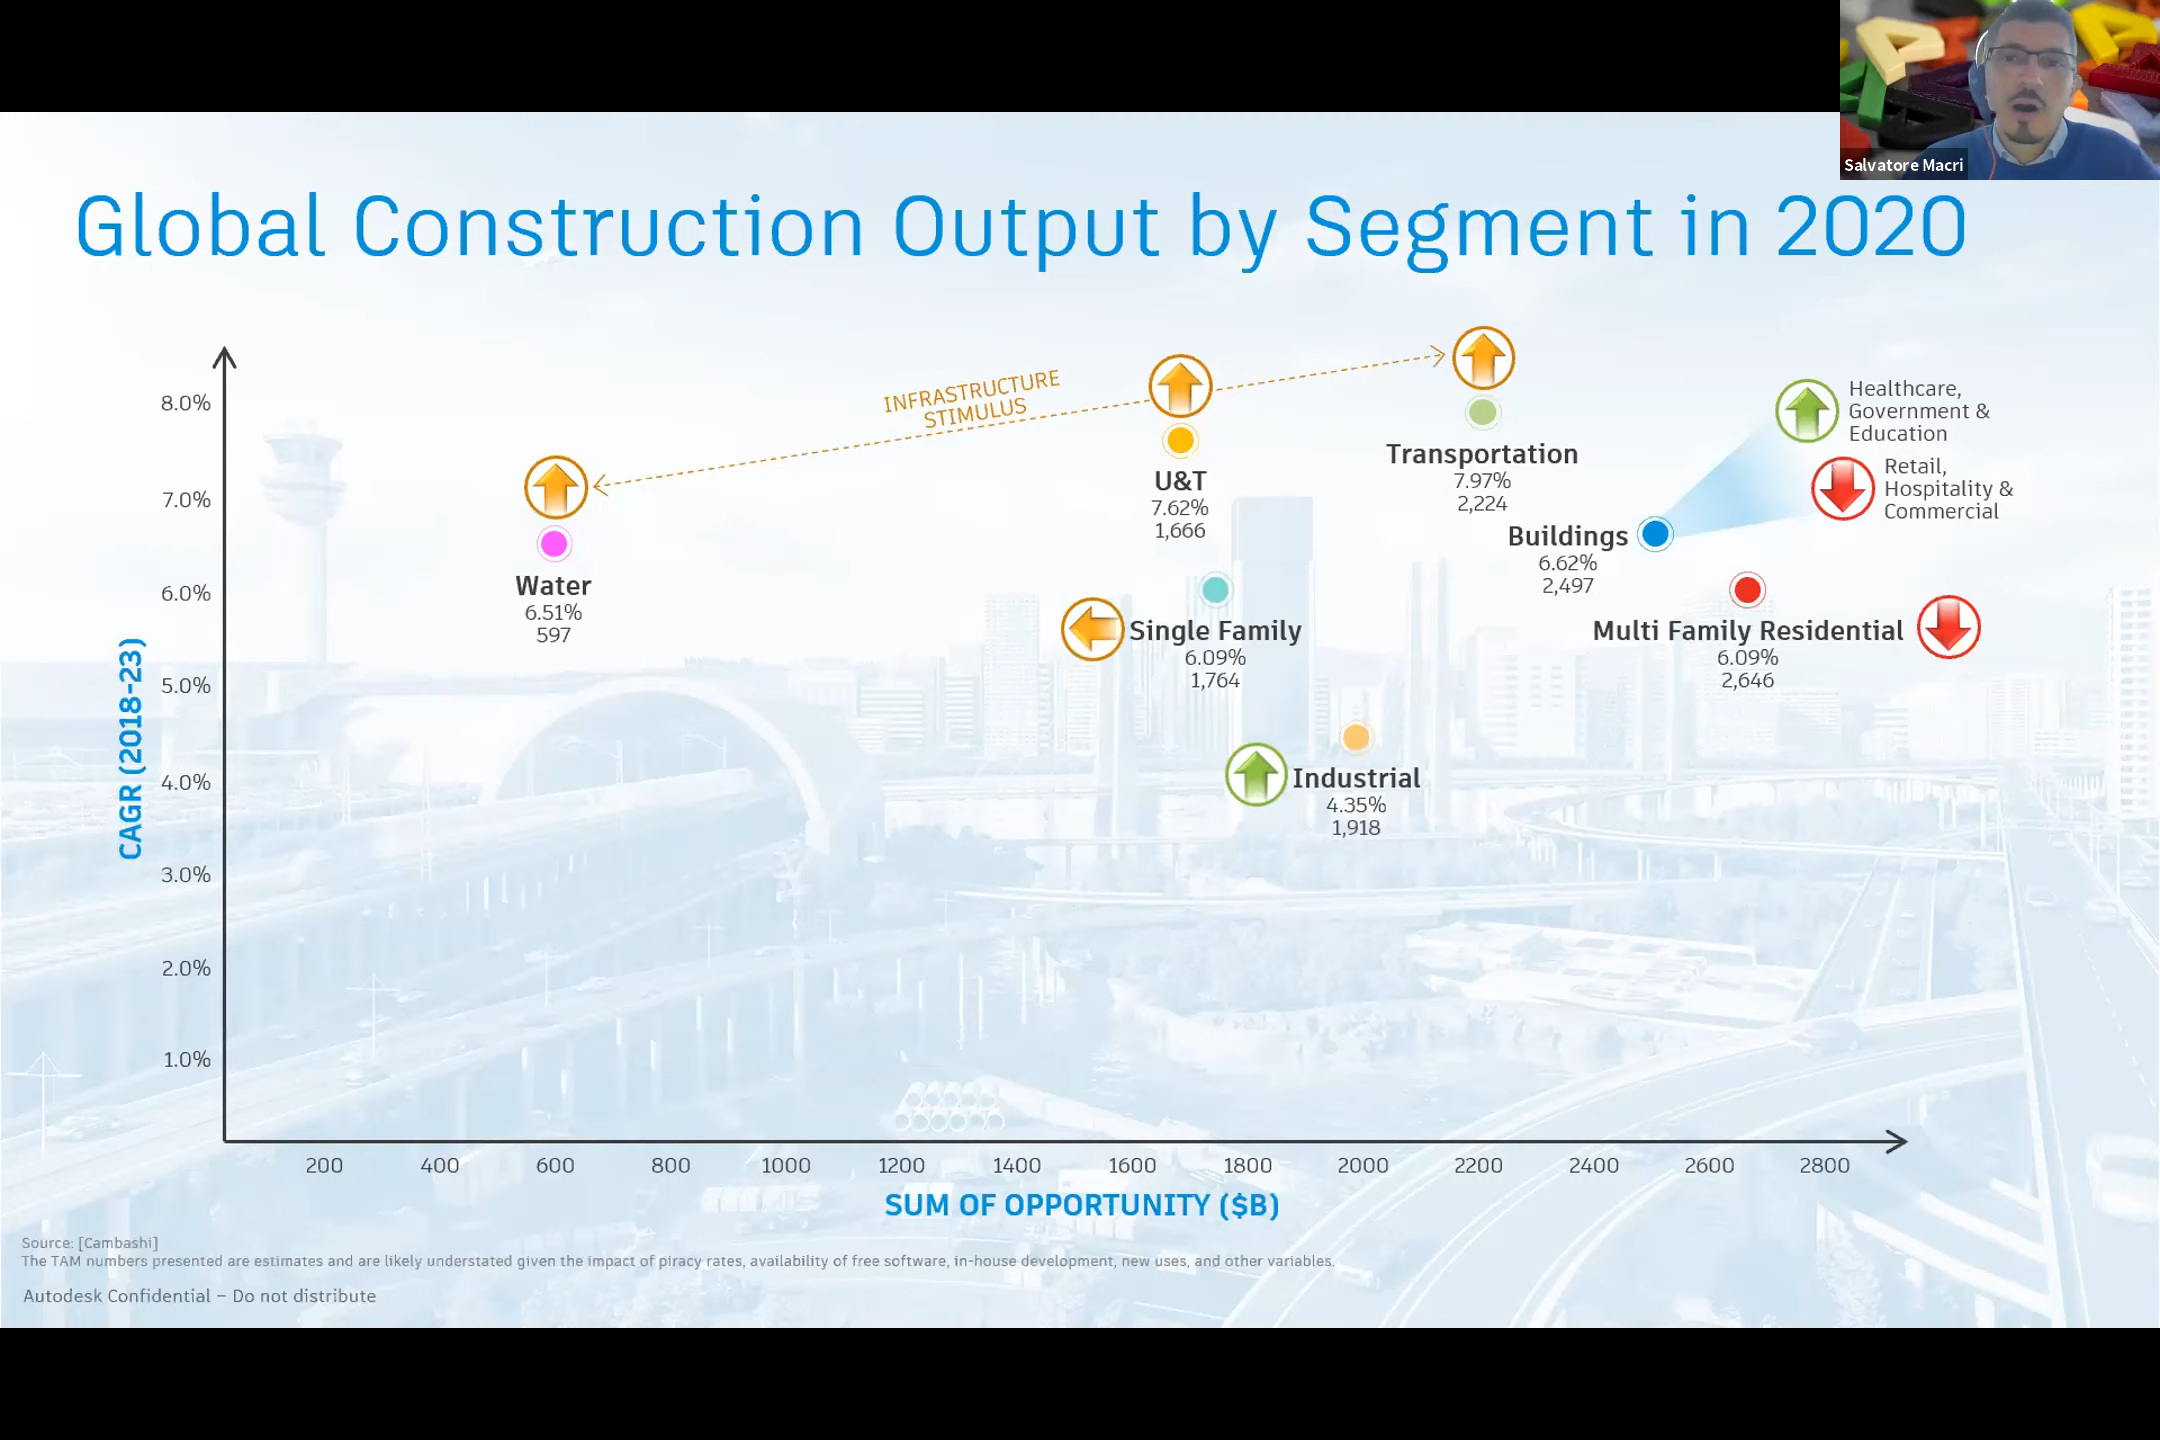 Salvatore Macri
Global Construction Output by Segment in 2020
CAGR (2018-23)
8.0%
7.0%
6.0%
5.0%
4.0%
3.0%
2.0%
1.0%
INFRASTRUCTURE
STIMULUS
Water
6.51%
597
U&T
7.62%
1,666
Transportation
7.97%
2,224
Healthcare,
Government &
Education
Retail,
Hospitality &
Commercial
Buildings
6.62%
2,497
Single Family
6.09%
1,764
Multi Family Residential
6.09%
2,646
Industrial
4.35%
1,918
200 400 600 800 1000 1200 1400 1600 1800 2000 2200 2400 2600 2800
SUM OF OPPORTUNITY ($B)
Source: [Cambashi]
The TAM numbers presented are estimates and are likely understated given the impact of piracy rates, availability of free software, in-house development, new uses, and other variables.
Autodesk Confidential – Do not distribute